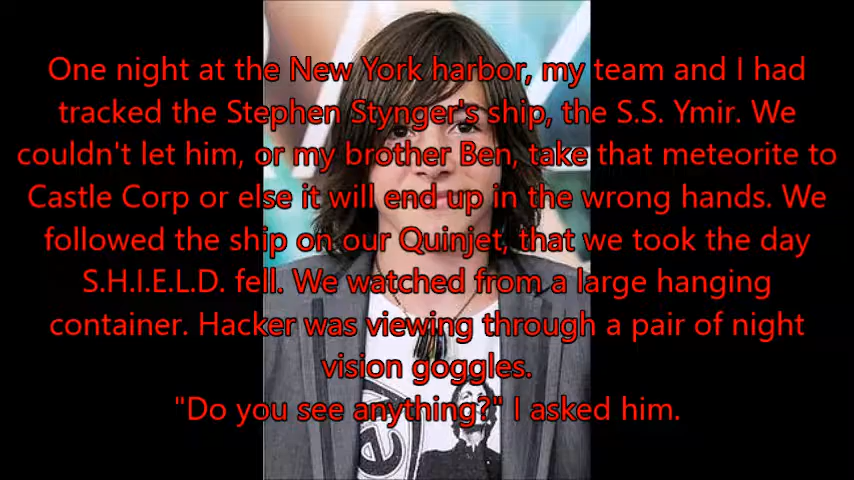 One night at the New York harbor, my team and I had
tracked the Stephen Stynger's ship, the S.S. Ymir. We
couldn't let him, or my brother Ben, take that meteorite to
Castle Corp or else it will end up in the wrong hands. We
followed the ship on our Quinjet, that we took the day
S.H.I.E.L.D. fell. We watched from a large hanging
container. Hacker was viewing through a pair of night
vision goggles.
"Do you see anything?" I asked him.